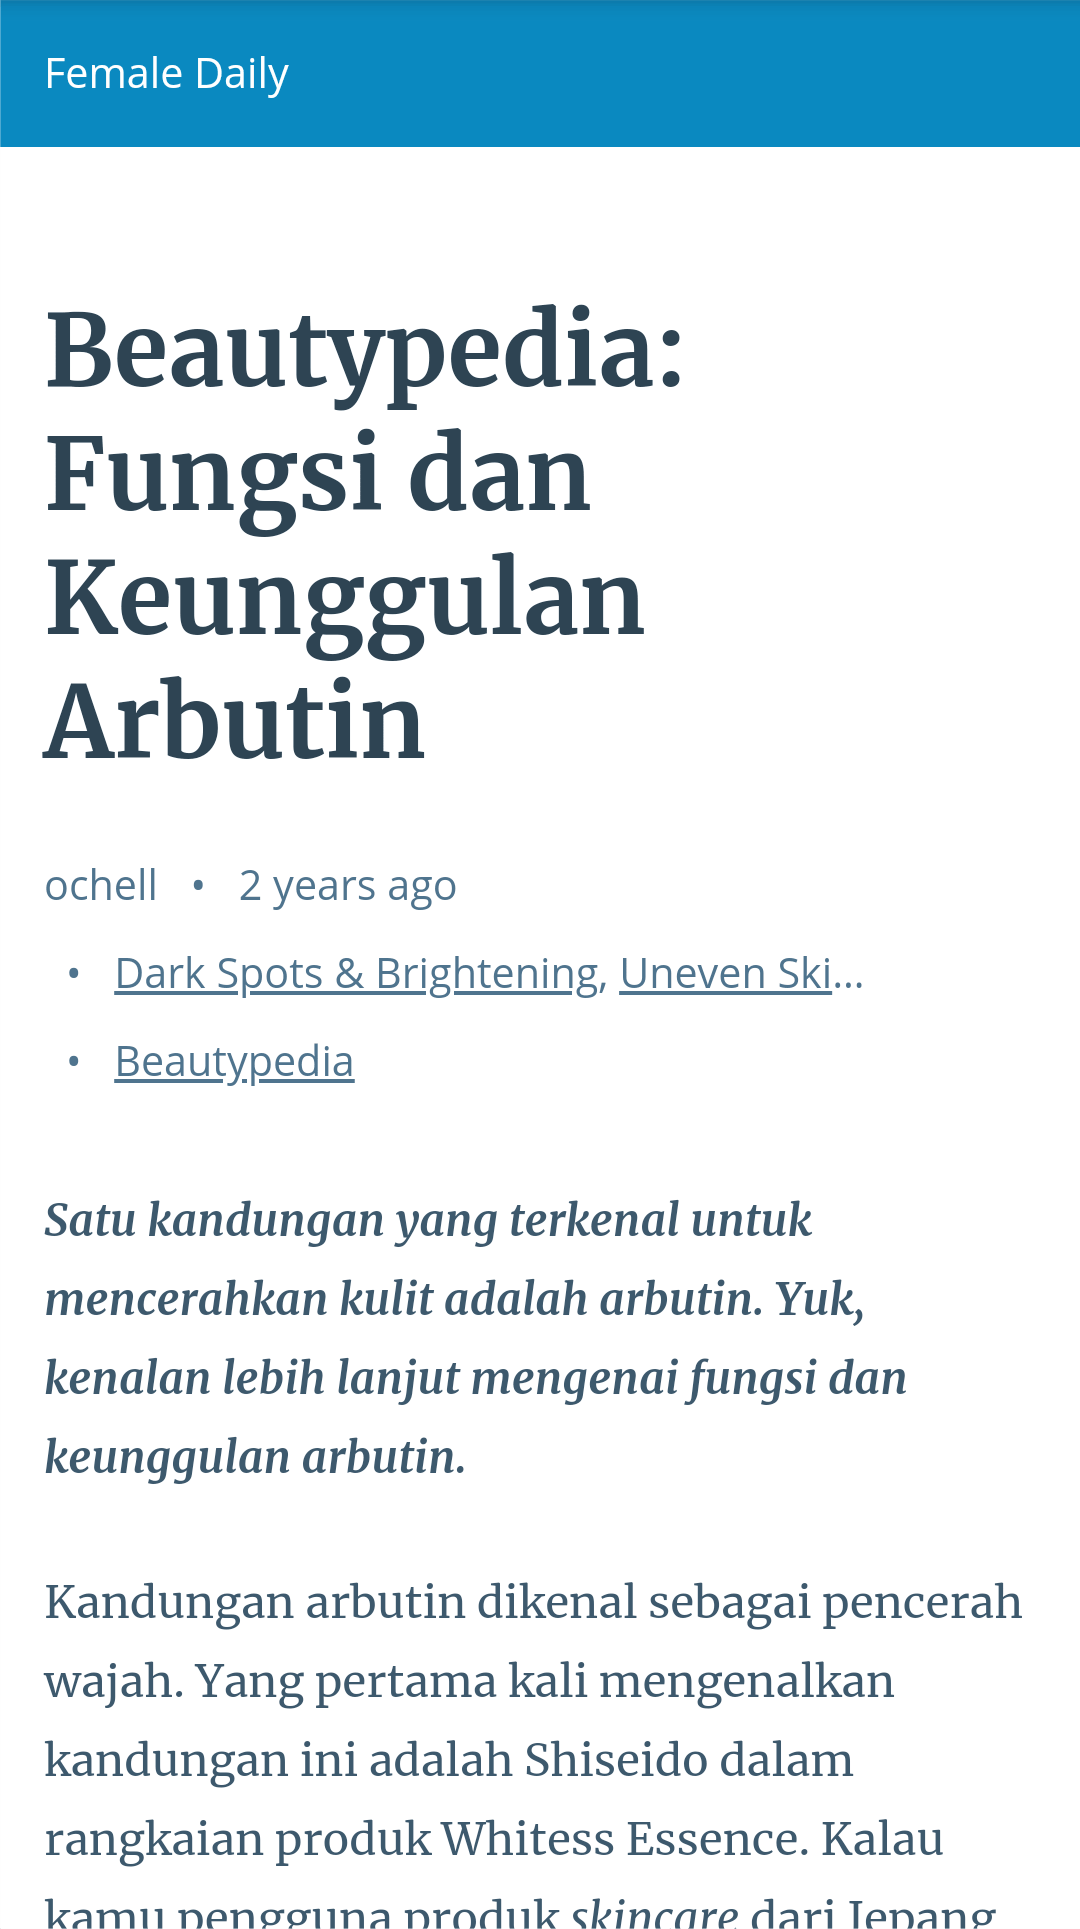 Female Daily
Beautypedia:
Fungsi dan
Keunggulan
Arbutin
ochell • 2 years ago
• Dark Spots & Brightening, Uneven Ski...
• Beautypedia
Satu kandungan yang terkenal untuk
mencerahkan kulit adalah arbutin. Yuk,
kenalan lebih lanjut mengenai fungsi dan
keunggulan arbutin.
Kandungan arbutin dikenal sebagai pencerah
wajah. Yang pertama kali mengenalkan
kandungan ini adalah Shiseido dalam
rangkaian produk Whitess Essence. Kalau
kamu pengguna produk skincare dari Jepang